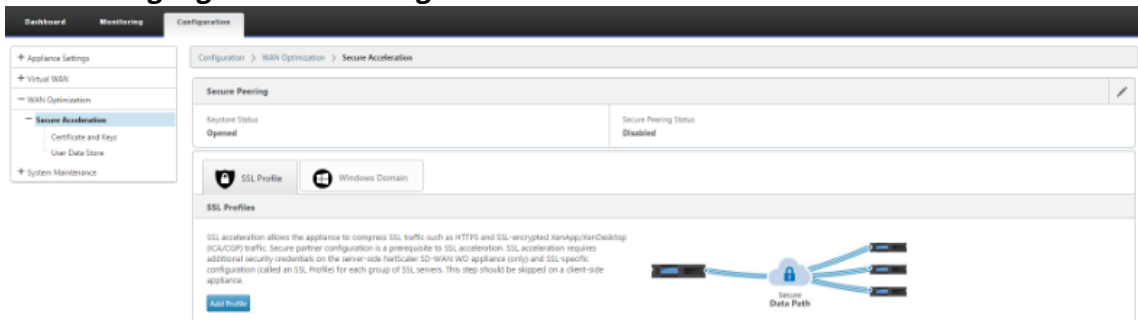 Dashboard Monitoring Configuration
+ Appliance Settings
+ Virtual WAN
− WAN Optimization
− Secure Acceleration
Certificate and Keys
User Data Store
+ System Maintenance
Configuration > WAN Optimization > Secure Acceleration
Secure Peering
Keystore Status
Opened
Secure Peering Status
Disabled
SSL Profile
Windows Domain
SSL Profiles
SSL acceleration allows the appliance to compress SSL traffic such as HTTPS and SSL-encrypted XenApp/XenDesktop
(ICA/CGP) traffic. Secure partner configuration is a prerequisite to SSL acceleration. SSL acceleration requires
additional security credentials on the server-side NetScaler SD-WAN WO appliance (only) and SSL-specific
configuration (called an SSL Profile) for each group of SSL servers. This step should be skipped on a client-side
appliance.
Add Profile
Secure
Data Path